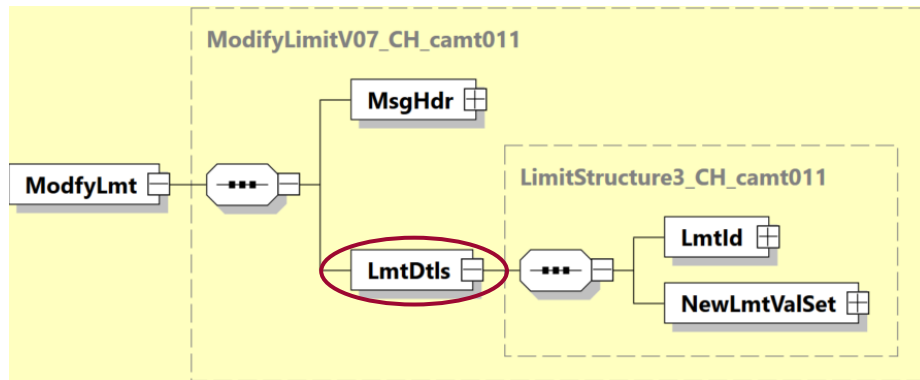 ModifyLimitV07_CH_camt011
MsgHdr
ModfyLmt
LimitStructure3_CH_camt011
LmtId
LmtDtls
NewLmtValSet